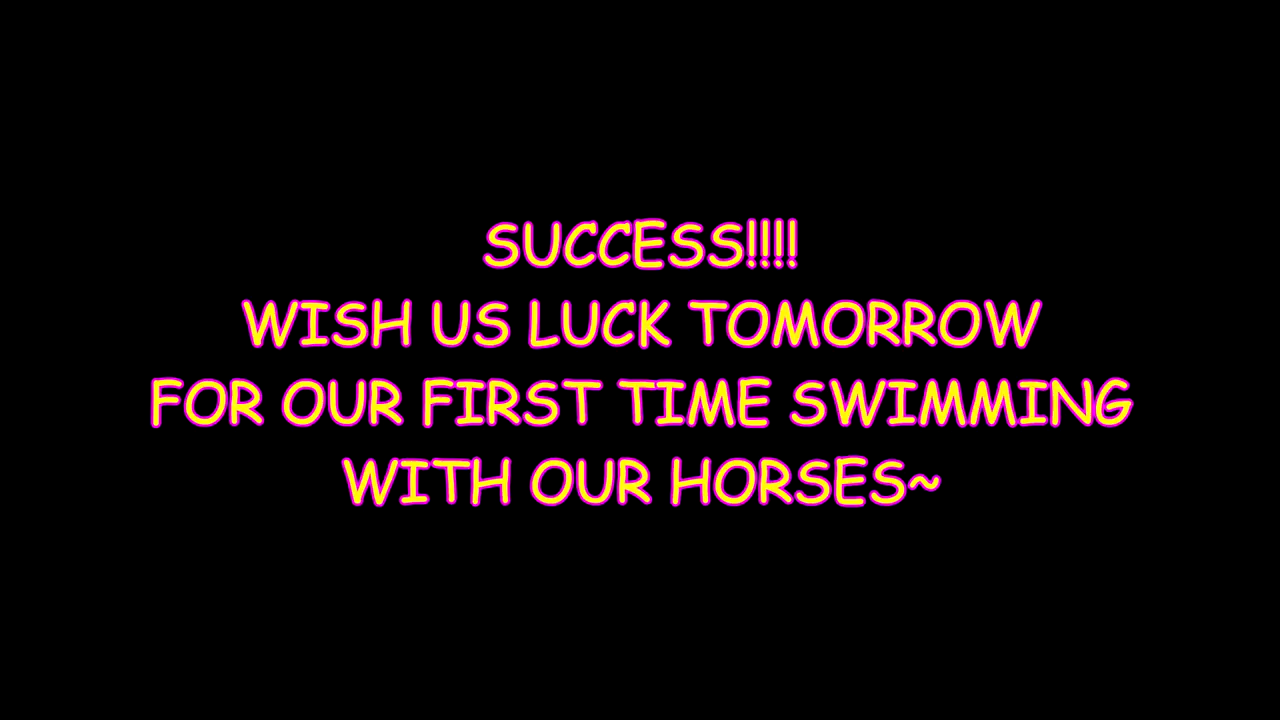 SUCCESS!!!!
WISH US LUCK TOMORROW
FOR OUR FIRST TIME SWIMMING
WITH OUR HORSES~